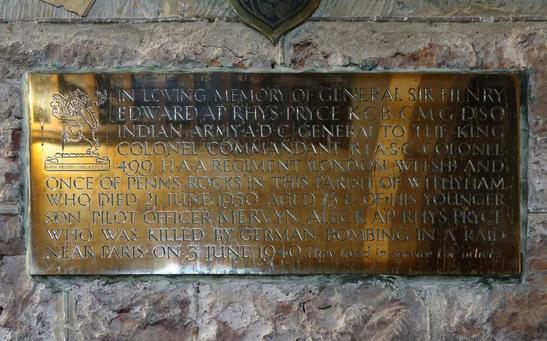 IN LOVING MEMORY OF GENERAL SIR HENRY
EDWARD AP RHYS PRYCE K·C·B·C·M·G·D·S·O
INDIAN ARMY·A·D·C·GENERAL TO THE KING
COLONEL COMMANDANT R·I·A·S·C·COLONEL
499 H·A·A REGIMENT (LONDON WELSH) AND
ONCE OF PENNS ROCKS IN THIS PARISH OF WITHYHAM
WHO DIED 21 JUNE 1950 AGED 75 & OF HIS YOUNGER
SON PILOT OFFICER MERVYN ALECK AP RHYS PRYCE
WHO WAS KILLED BY GERMAN BOMBING IN A RAID
NEAR PARIS ON 3 JUNE 1940 They lived in service for others